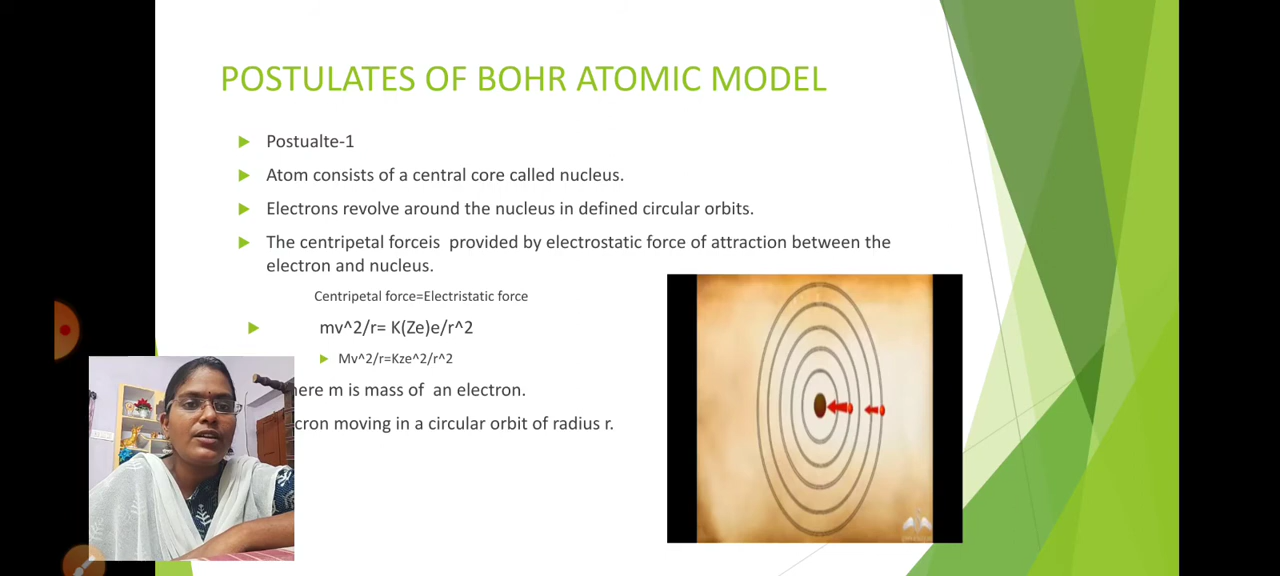 POSTULATES OF BOHR ATOMIC MODEL
Postualte-1
Atom consists of a central core called nucleus.
Electrons revolve around the nucleus in defined circular orbits.
The centripetal forceis provided by electrostatic force of attraction between the
electron and nucleus.
Centripetal force=Electristatic force
mv^2/r= K(Ze)e/r^2
Mv^2/r=Kze^2/r^2
here m is mass of an electron.
cron moving in a circular orbit of radius r.